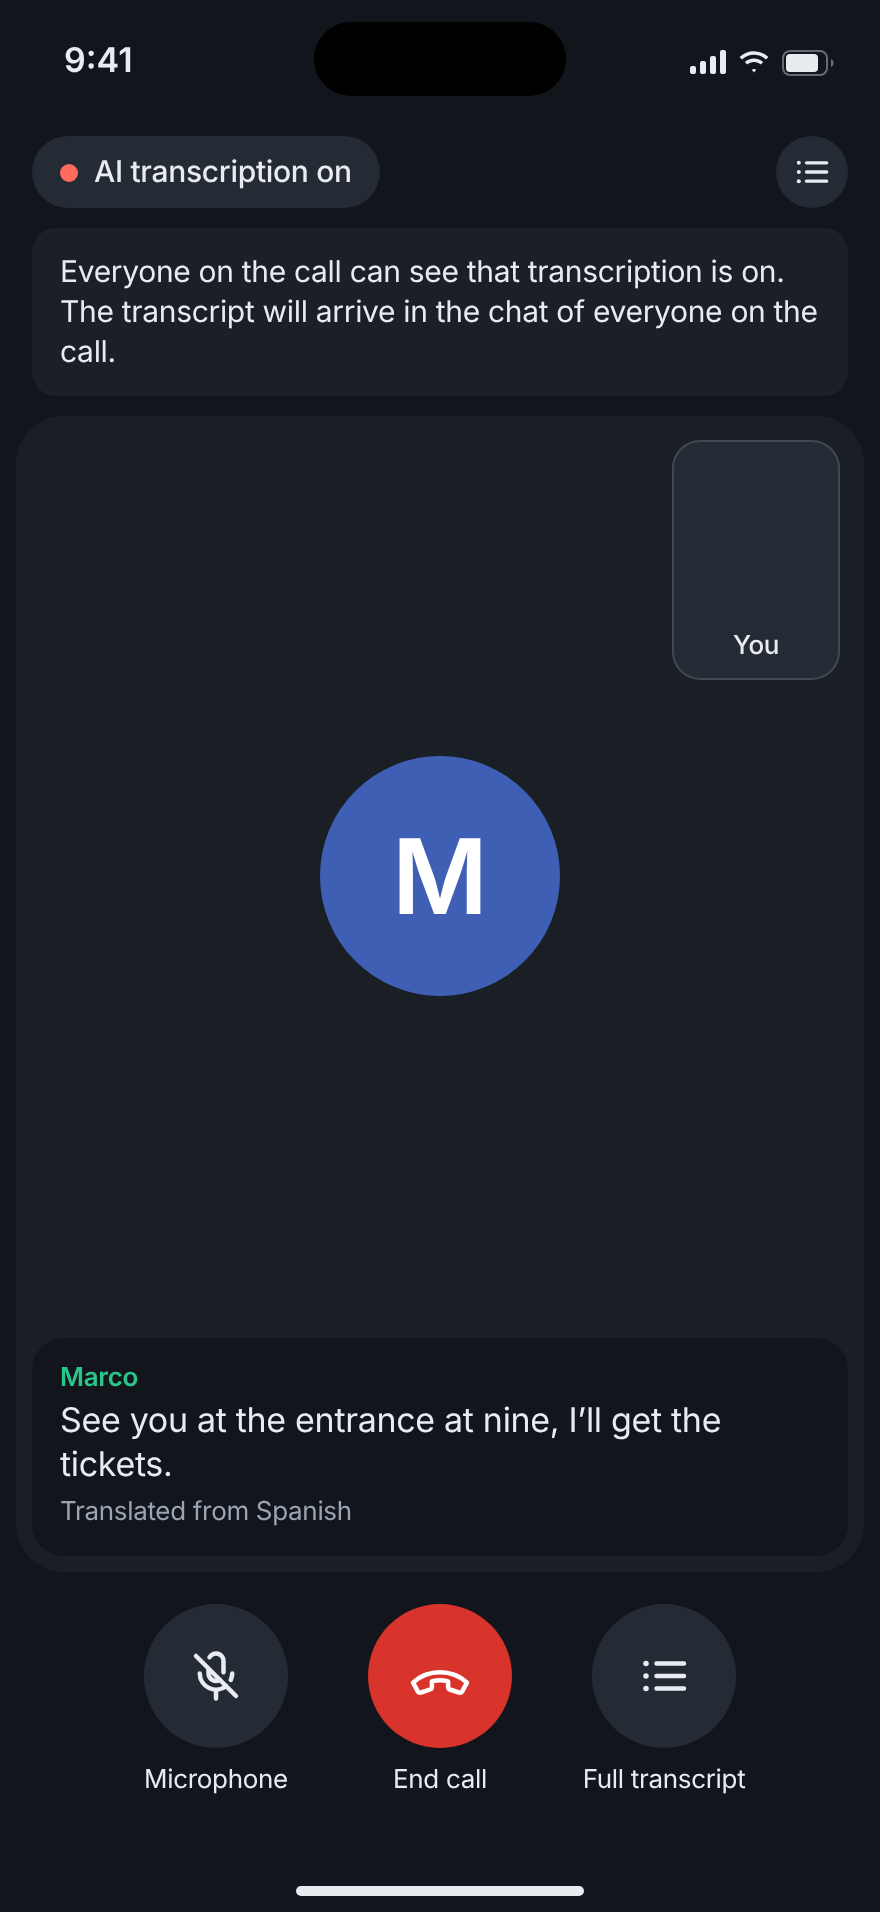 9:41
AI transcription on
Everyone on the call can see that transcription is on.
The transcript will arrive in the chat of everyone on the
call.
You
M
Marco
See you at the entrance at nine, I’ll get the
tickets.
Translated from Spanish
Microphone
End call
Full transcript